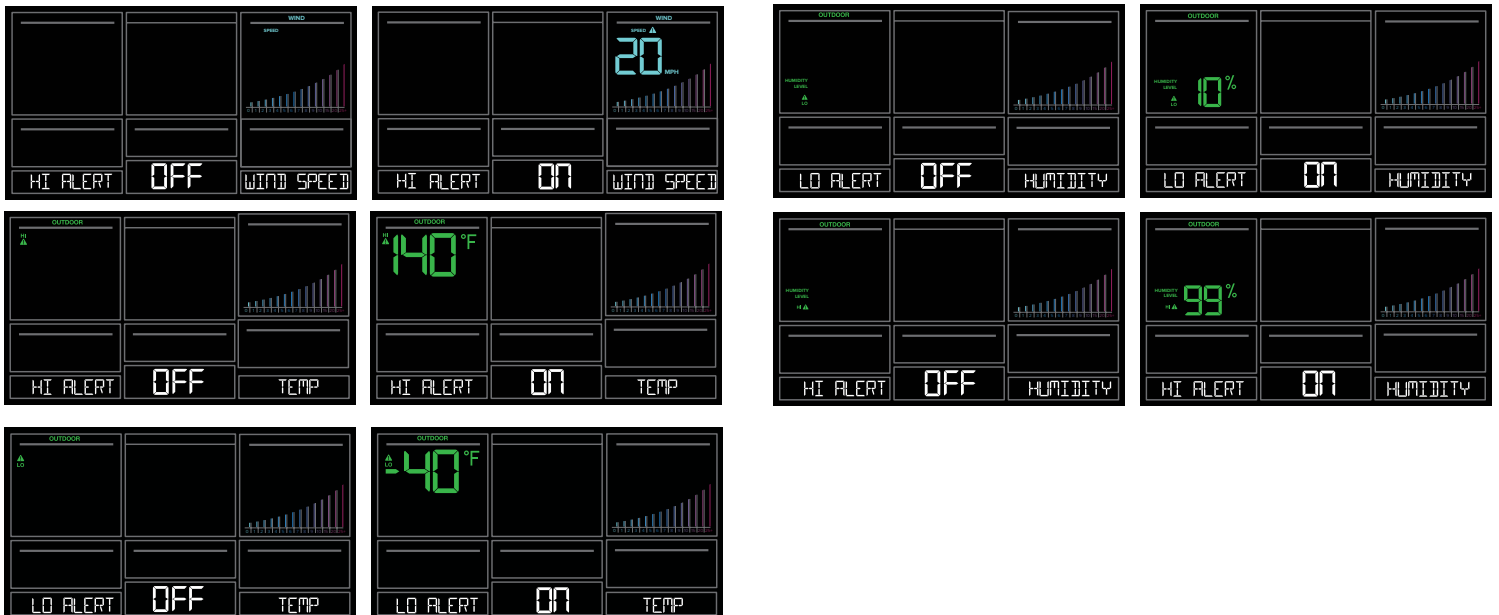 WIND
SPEED
HI ALERT OFF WIND SPEED
WIND
SPEED
20 MPH
HI ALERT ON WIND SPEED
OUTDOOR
HI
HI ALERT OFF TEMP
OUTDOOR
HI
140 °F
HI ALERT ON TEMP
OUTDOOR
LO
LO ALERT OFF TEMP
OUTDOOR
LO
-40 °F
LO ALERT ON TEMP
OUTDOOR
HUMIDITY
LEVEL
LO
LO ALERT OFF HUMIDITY
OUTDOOR
HUMIDITY
LEVEL
LO
10%
LO ALERT ON HUMIDITY
OUTDOOR
HUMIDITY
LEVEL
HI
HI ALERT OFF HUMIDITY
OUTDOOR
HUMIDITY
LEVEL
HI
99%
HI ALERT ON HUMIDITY